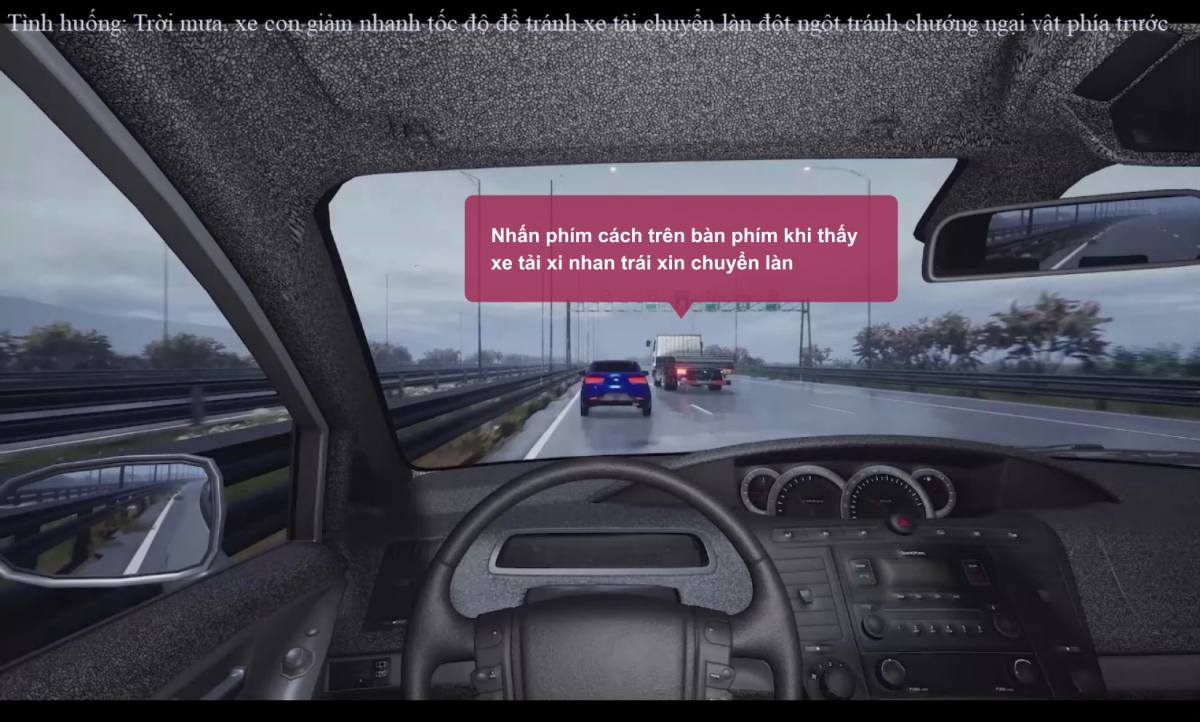 Tình huống: Trời mưa, xe con giảm nhanh tốc độ để tránh xe tải chuyển làn đột ngột tránh chướng ngại vật phía trước
Nhấn phím cách trên bàn phím khi thấy
xe tải xi nhan trái xin chuyển làn